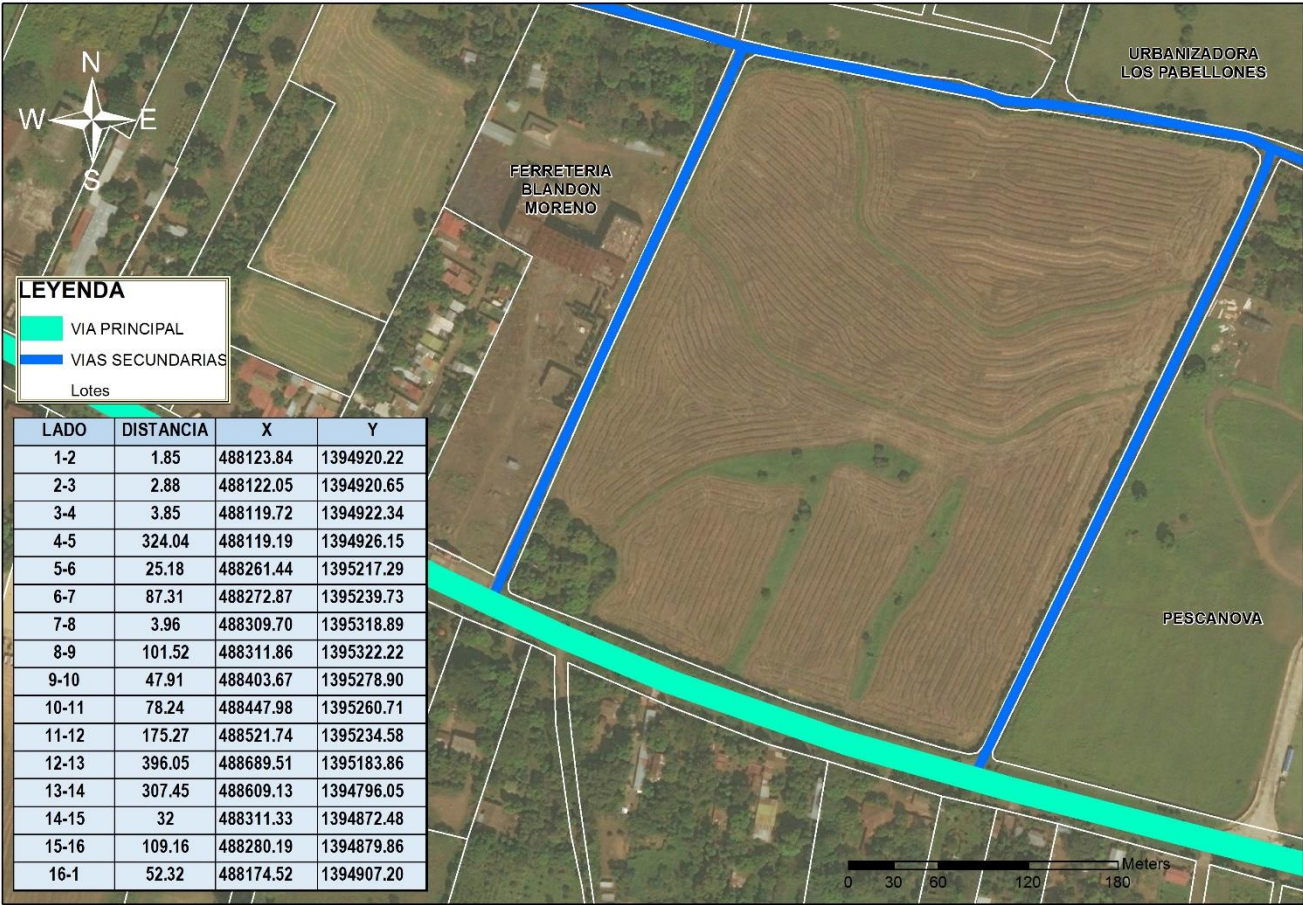 N
W E
S
URBANIZADORA
LOS PABELLONES
FERRETERIA
BLANDON
MORENO
LEYENDA
VIA PRINCIPAL
VIAS SECUNDARIAS
Lotes
LADO DISTANCIA X Y
1-2 1.85 488123.84 1394920.22
2-3 2.88 488122.05 1394920.65
3-4 3.85 488119.72 1394922.34
4-5 324.04 488119.19 1394926.15
5-6 25.18 488261.44 1395217.29
6-7 87.31 488272.87 1395239.73
7-8 3.96 488309.70 1395318.89
8-9 101.52 488311.86 1395322.22
9-10 47.91 488403.67 1395278.90
10-11 78.24 488447.98 1395260.71
11-12 175.27 488521.74 1395234.58
12-13 396.05 488689.51 1395183.86
13-14 307.45 488609.13 1394796.05
14-15 32 488311.33 1394872.48
15-16 109.16 488280.19 1394879.86
16-1 52.32 488174.52 1394907.20
PESCANOVA
Meters
0 30 60 120 180